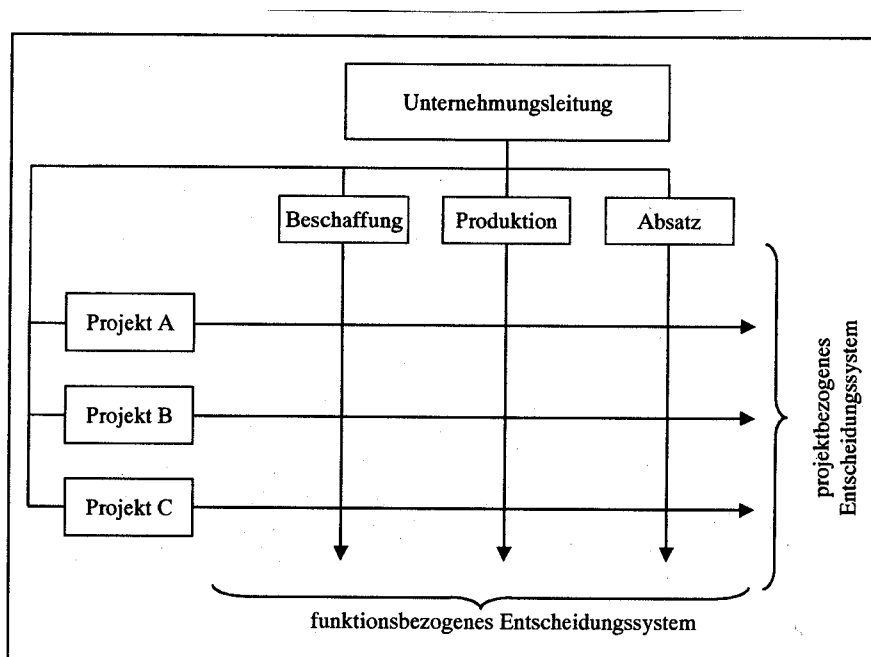 Unternehmungsleitung
Beschaffung
Produktion
Absatz
Projekt A
Projekt B
Projekt C
projektbezogenes
Entscheidungssystem
funktionsbezogenes Entscheidungssystem